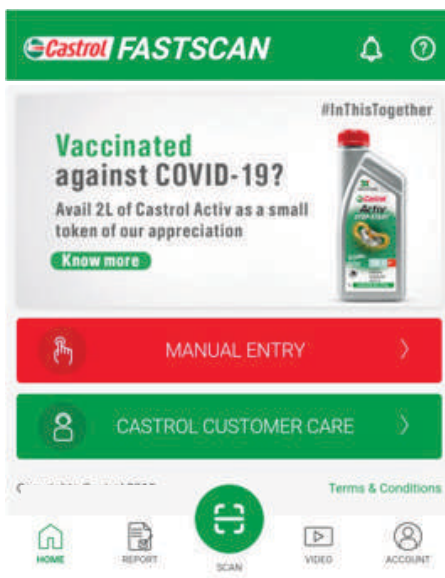 Castrol FASTSCAN
#InThisTogether
Vaccinated
against COVID-19?
Avail 2L of Castrol Activ as a small
token of our appreciation
Know more
Castrol
Activ
MANUAL ENTRY
CASTROL CUSTOMER CARE
Terms & Conditions
HOME
REPORT
SCAN
VIDEO
ACCOUNT